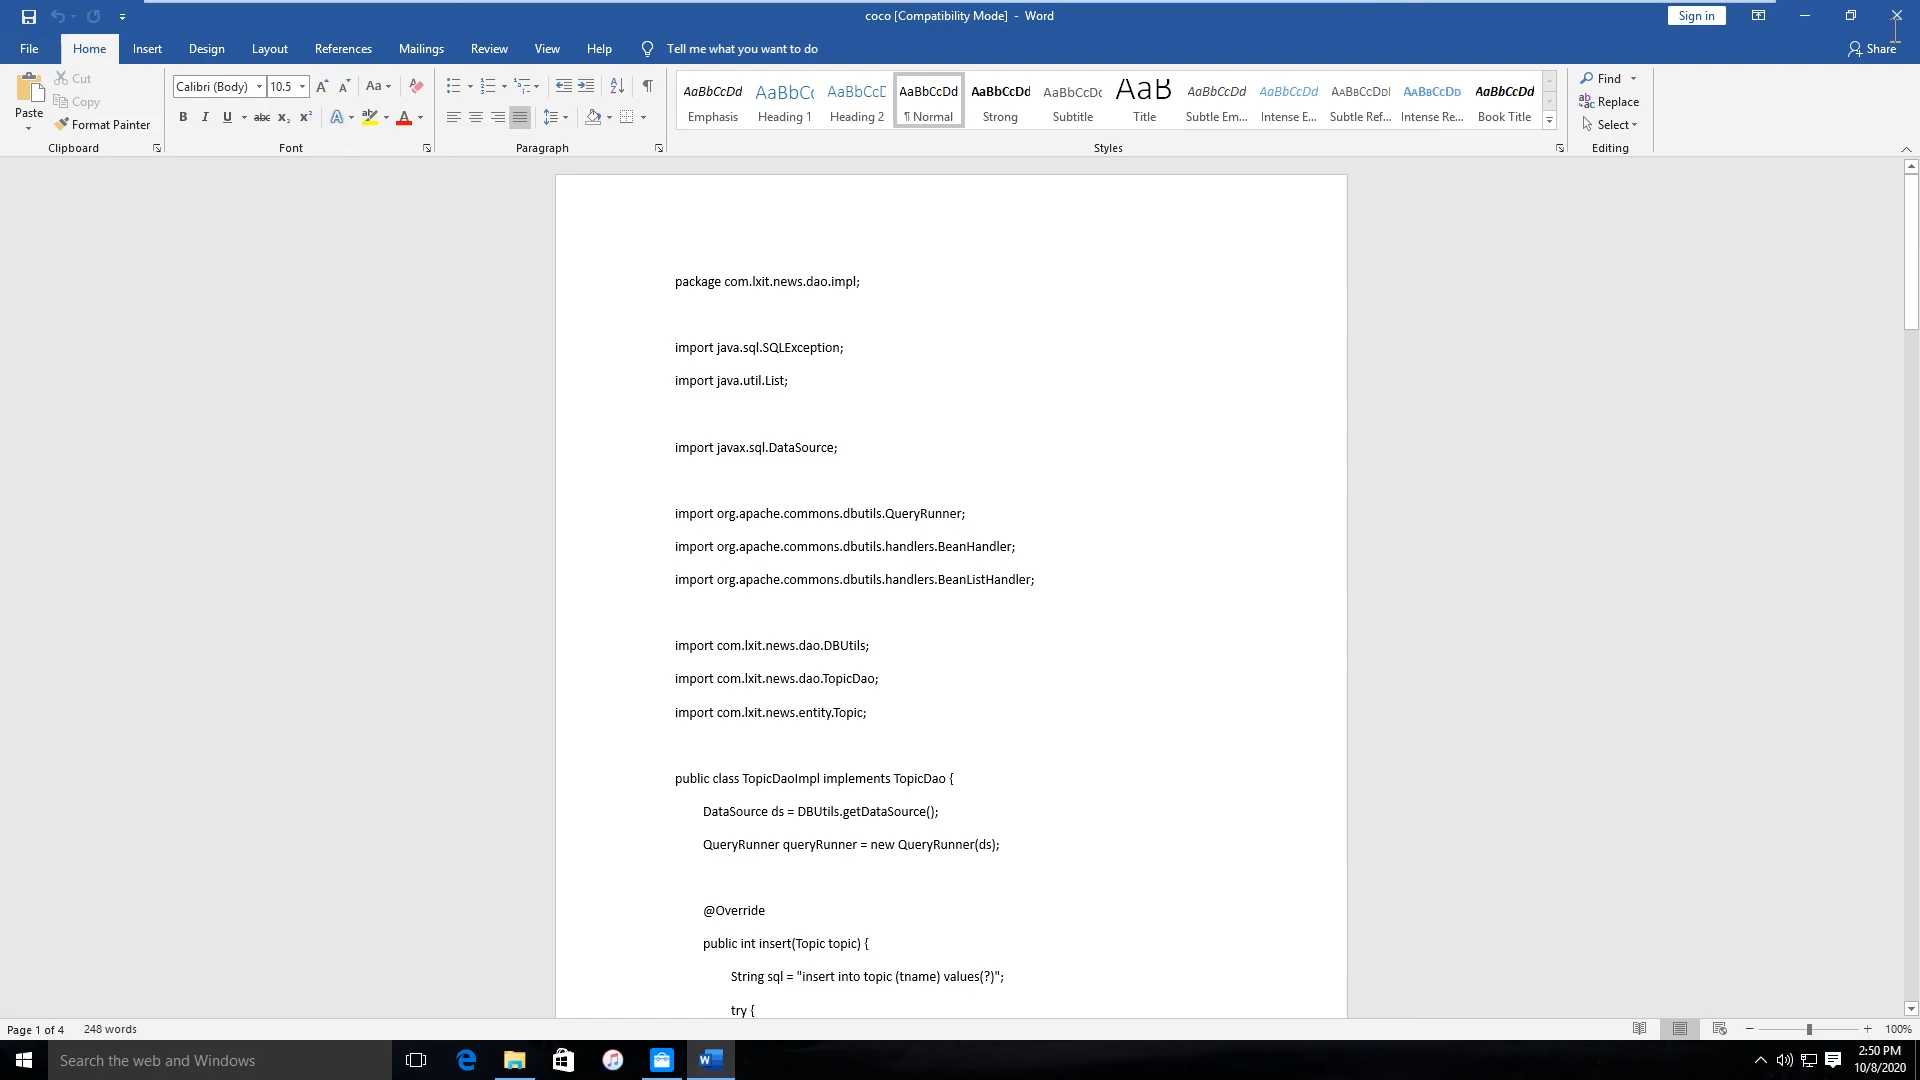 coco [Compatibility Mode] - Word
Sign in
File Home Insert Design Layout References Mailings Review View Help Tell me what you want to do Share
Paste
Cut
Copy
Format Painter
Clipboard
Calibri (Body) 10.5
Font
Paragraph
AaBbCcDd AaBbCc AaBbCcD AaBbCcDd AaBbCcDd AaBbCcDc AaB AaBbCcDd AaBbCcDd AaBbCcDd AaBbCcDd AaBbCcDd
Emphasis Heading 1 Heading 2 ¶ Normal Strong Subtitle Title Subtle Em... Intense E... Subtle Ref... Intense Re... Book Title
Styles
Find
Replace
Select
Editing
package com.lxit.news.dao.impl;
import java.sql.SQLException;
import java.util.List;
import javax.sql.DataSource;
import org.apache.commons.dbutils.QueryRunner;
import org.apache.commons.dbutils.handlers.BeanHandler;
import org.apache.commons.dbutils.handlers.BeanListHandler;
import com.lxit.news.dao.DBUtils;
import com.lxit.news.dao.TopicDao;
import com.lxit.news.entity.Topic;
public class TopicDaoImpl implements TopicDao {
DataSource ds = DBUtils.getDataSource();
QueryRunner queryRunner = new QueryRunner(ds);
@Override
public int insert(Topic topic) {
String sql = "insert into topic (tname) values(?)";
try {
Page 1 of 4 248 words
100%
Search the web and Windows
2:50 PM
10/8/2020